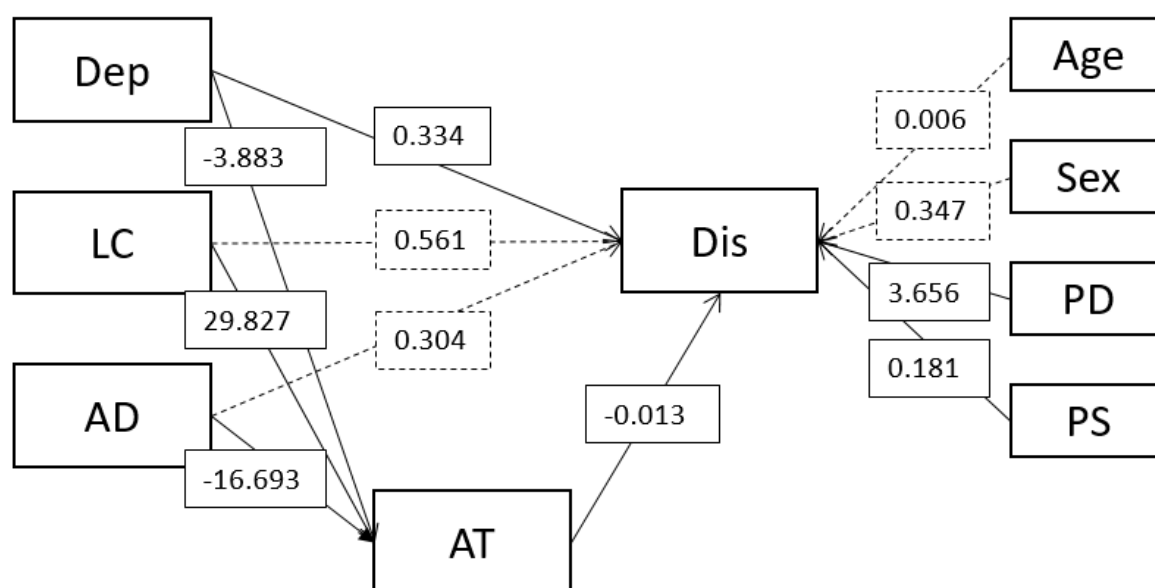 Dep
Age
0.334
0.006
-3.883
Sex
0.347
LC
0.561
Dis
3.656
PD
29.827
0.304
0.181
AD
-0.013
PS
-16.693
AT